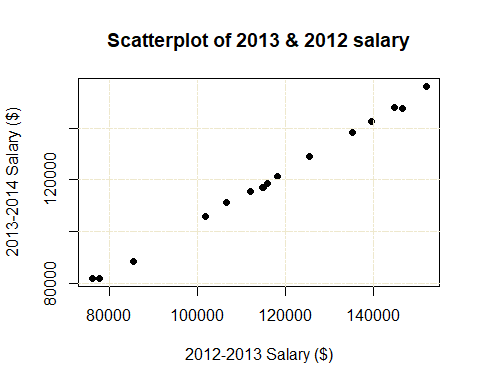 Scatterplot of 2013 & 2012 salary
2013-2014 Salary ($)
120000
80000
80000 100000 120000 140000
2012-2013 Salary ($)